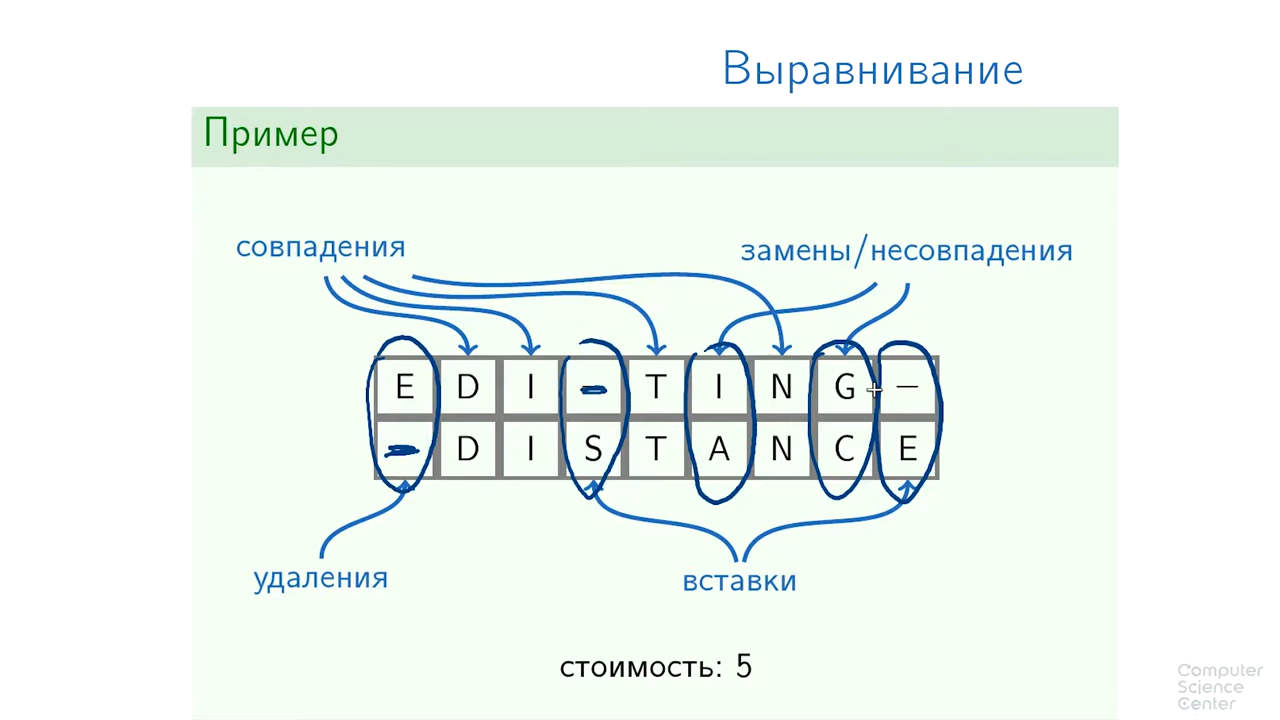 Выравнивание
Пример
совпадения
замены/несовпадения
E D I - T I N G —
- D I S T A N C E
удаления
вставки
стоимость: 5
Computer
Science
Center